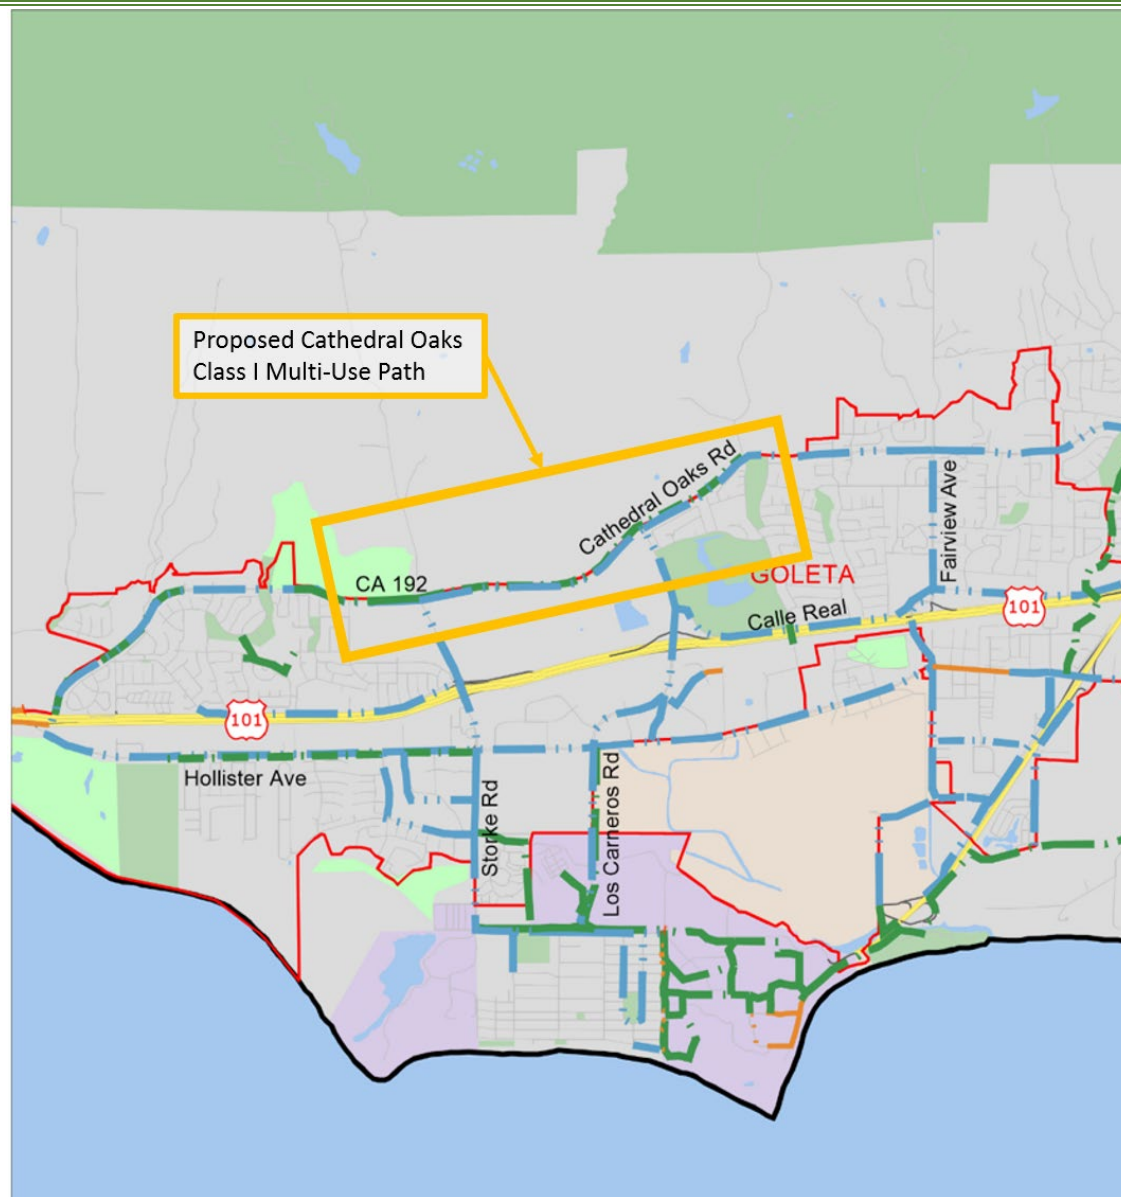 Proposed Cathedral Oaks
Class I Multi-Use Path
Cathedral Oaks Rd
Fairview Ave
CA 192
GOLETA
Calle Real
101
101
Hollister Ave
Storke Rd
Los Carneros Rd